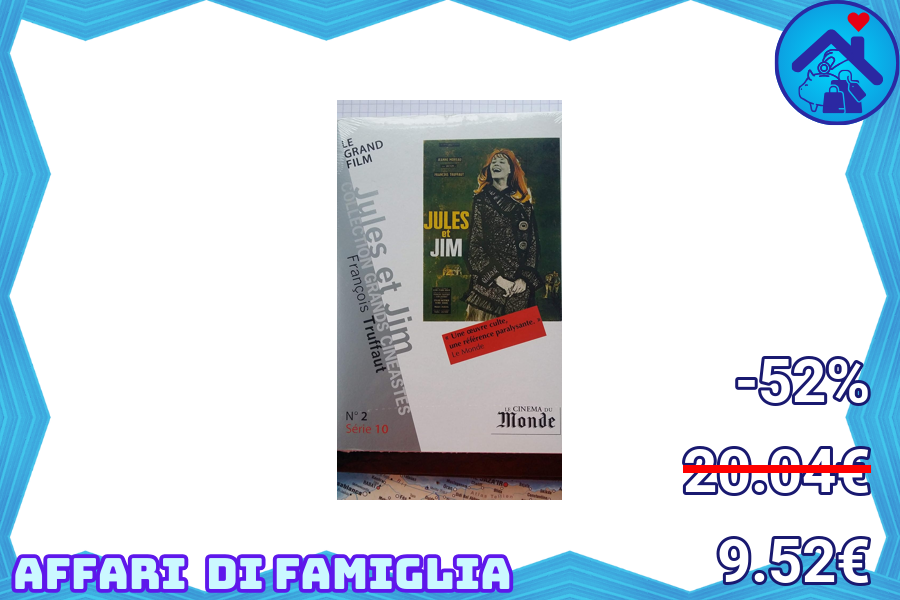 LE
GRAND
FILM
Jules et Jim
COLLECTION GRANDS CINÉASTES
François Truffaut
JULES
et
JIM
« Une œuvre culte,
une référence paralysante. »
Le Monde
N° 2
Série 10
LE CINEMA DU
Monde
-52%
20.04€
9.52€
AFFARI DI FAMIGLIA